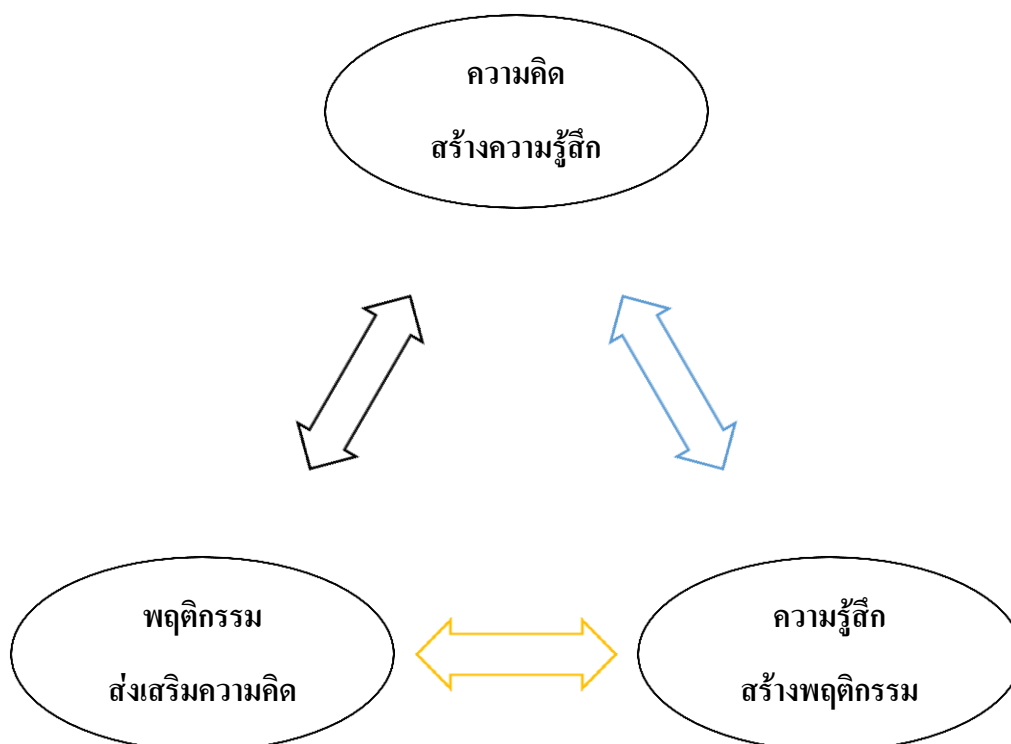 ความคิด
สร้างความรู้สึก
พฤติกรรม
ส่งเสริมความคิด
ความรู้สึก
สร้างพฤติกรรม